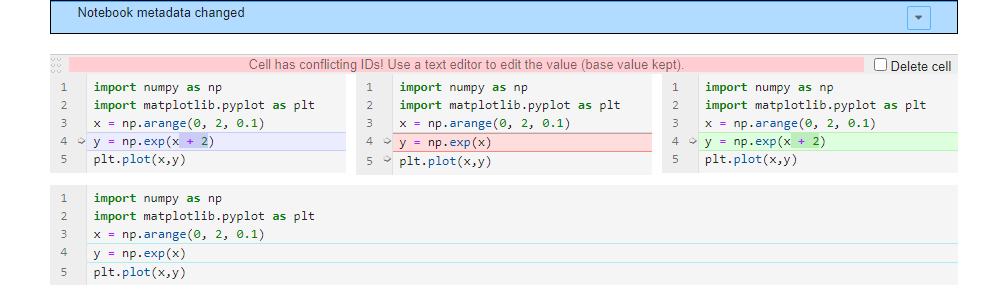 Notebook metadata changed
Cell has conflicting IDs! Use a text editor to edit the value (base value kept).
Delete cell
1 import numpy as np
2 import matplotlib.pyplot as plt
3 x = np.arange(0, 2, 0.1)
4 y = np.exp(x + 2)
5 plt.plot(x,y)
1 import numpy as np
2 import matplotlib.pyplot as plt
3 x = np.arange(0, 2, 0.1)
4 y = np.exp(x)
5 plt.plot(x,y)
1 import numpy as np
2 import matplotlib.pyplot as plt
3 x = np.arange(0, 2, 0.1)
4 y = np.exp(x + 2)
5 plt.plot(x,y)
1 import numpy as np
2 import matplotlib.pyplot as plt
3 x = np.arange(0, 2, 0.1)
4 y = np.exp(x)
5 plt.plot(x,y)